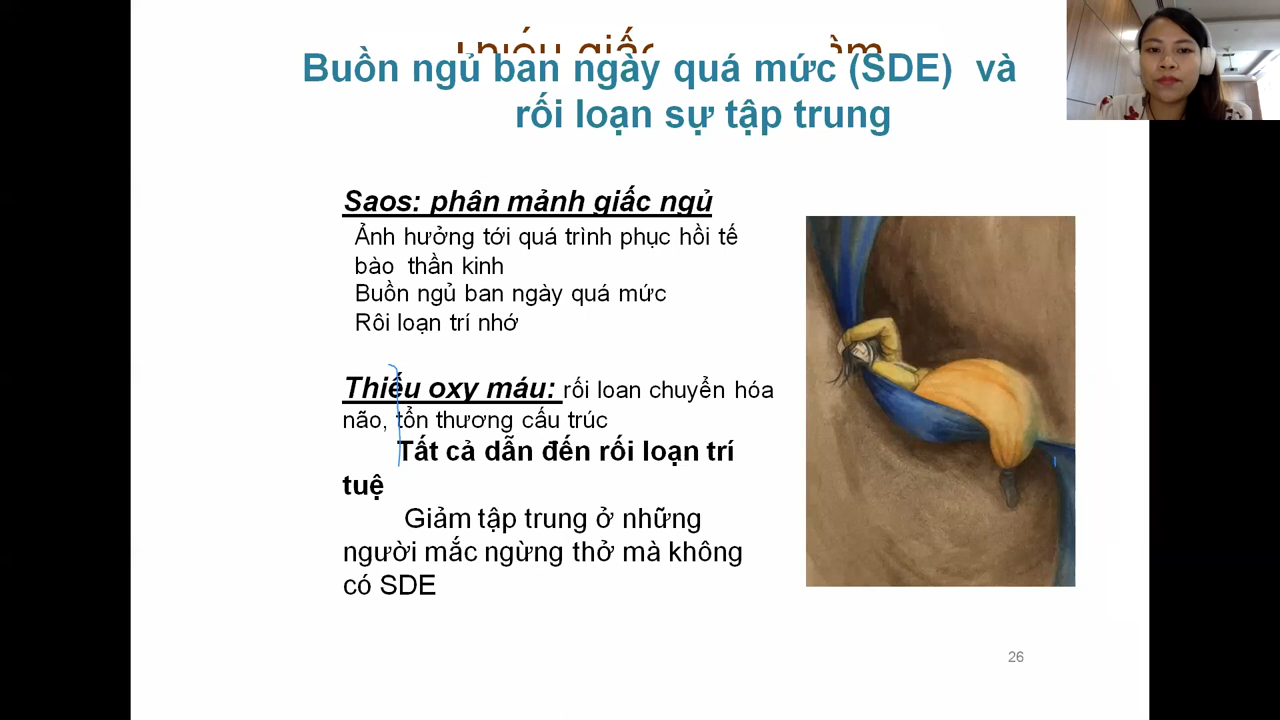 Buồn ngủ ban ngày quá mức (SDE) và
rối loạn sự tập trung
Saos: phân mảnh giấc ngủ
Ảnh hưởng tới quá trình phục hồi tế
bào thần kinh
Buồn ngủ ban ngày quá mức
Rôi loạn trí nhớ
Thiếu oxy máu: rối loan chuyển hóa
não, tổn thương cấu trúc
Tất cả dẫn đến rối loạn trí
tuệ
Giảm tập trung ở những
người mắc ngừng thở mà không
có SDE
26